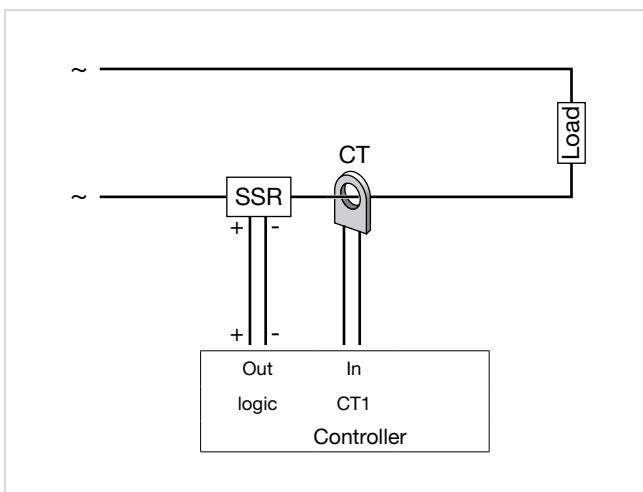 ~
CT
Load
~
SSR
+ -
+ -
Out In
logic CT1
Controller